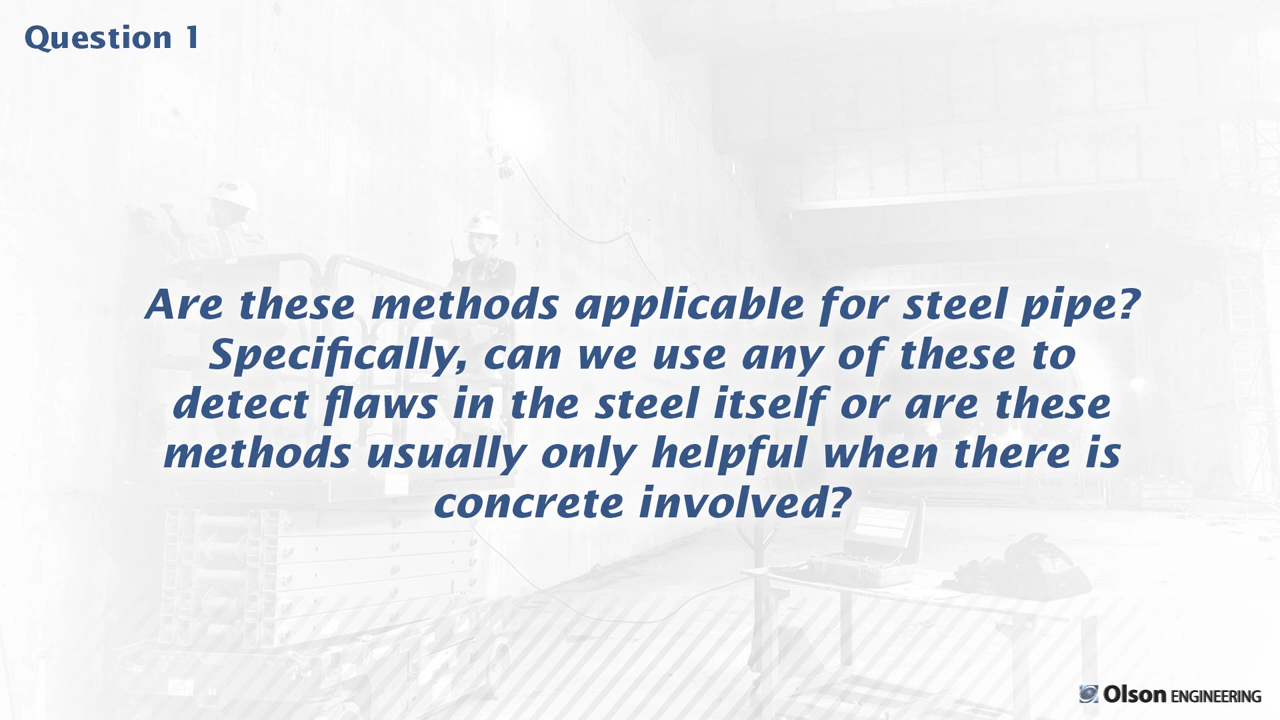 Question 1
Are these methods applicable for steel pipe?
Specifically, can we use any of these to
detect flaws in the steel itself or are these
methods usually only helpful when there is
concrete involved?
Olson ENGINEERING